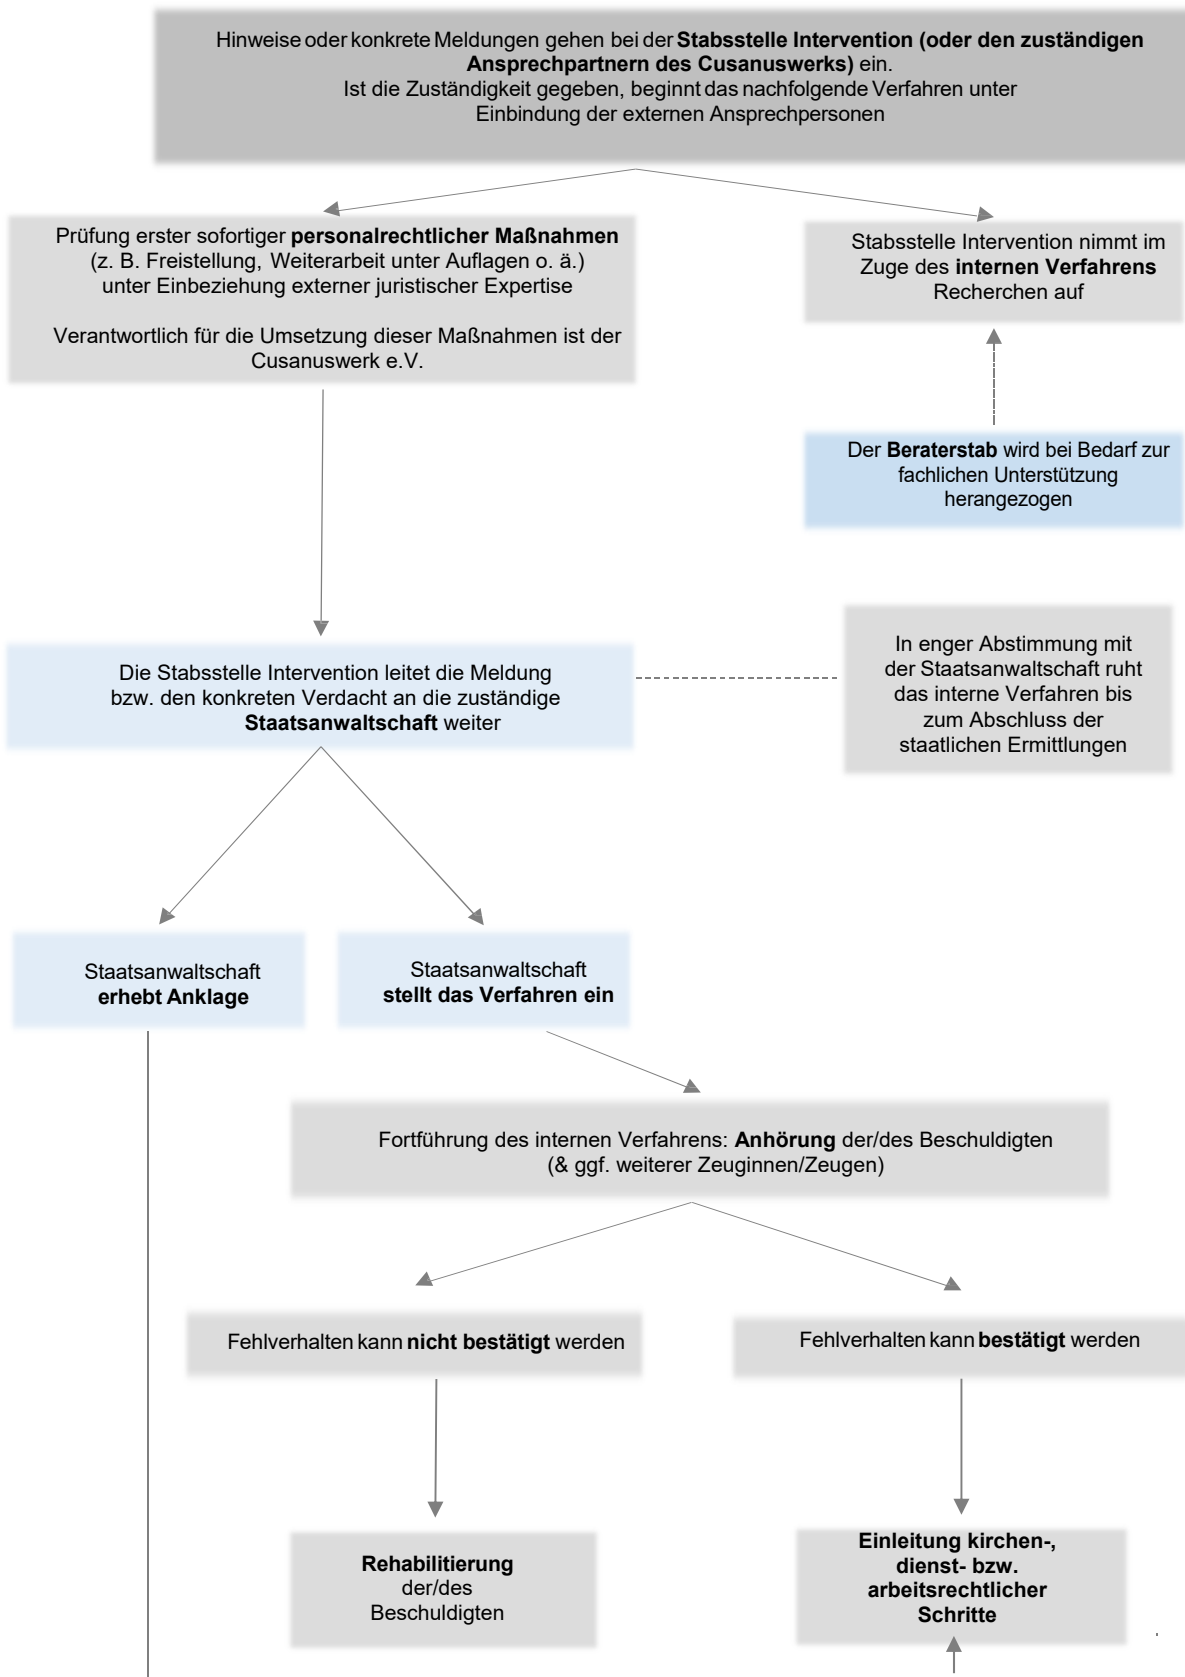 Hinweise oder konkrete Meldungen gehen bei der Stabsstelle Intervention (oder den zuständigen
Ansprechpartnern des Cusanuswerks) ein.
Ist die Zuständigkeit gegeben, beginnt das nachfolgende Verfahren unter
Einbindung der externen Ansprechpersonen
Prüfung erster sofortiger personalrechtlicher Maßnahmen
(z. B. Freistellung, Weiterarbeit unter Auflagen o. ä.)
unter Einbeziehung externer juristischer Expertise
Verantwortlich für die Umsetzung dieser Maßnahmen ist der
Cusanuswerk e.V.
Stabsstelle Intervention nimmt im
Zuge des internen Verfahrens
Recherchen auf
Der Beraterstab wird bei Bedarf zur
fachlichen Unterstützung
herangezogen
Die Stabsstelle Intervention leitet die Meldung
bzw. den konkreten Verdacht an die zuständige
Staatsanwaltschaft weiter
In enger Abstimmung mit
der Staatsanwaltschaft ruht
das interne Verfahren bis
zum Abschluss der
staatlichen Ermittlungen
Staatsanwaltschaft
erhebt Anklage
Staatsanwaltschaft
stellt das Verfahren ein
Fortführung des internen Verfahrens: Anhörung der/des Beschuldigten
(& ggf. weiterer Zeuginnen/Zeugen)
Fehlverhalten kann nicht bestätigt werden
Fehlverhalten kann bestätigt werden
Rehabilitierung
der/des
Beschuldigten
Einleitung kirchen-,
dienst- bzw.
arbeitsrechtlicher
Schritte